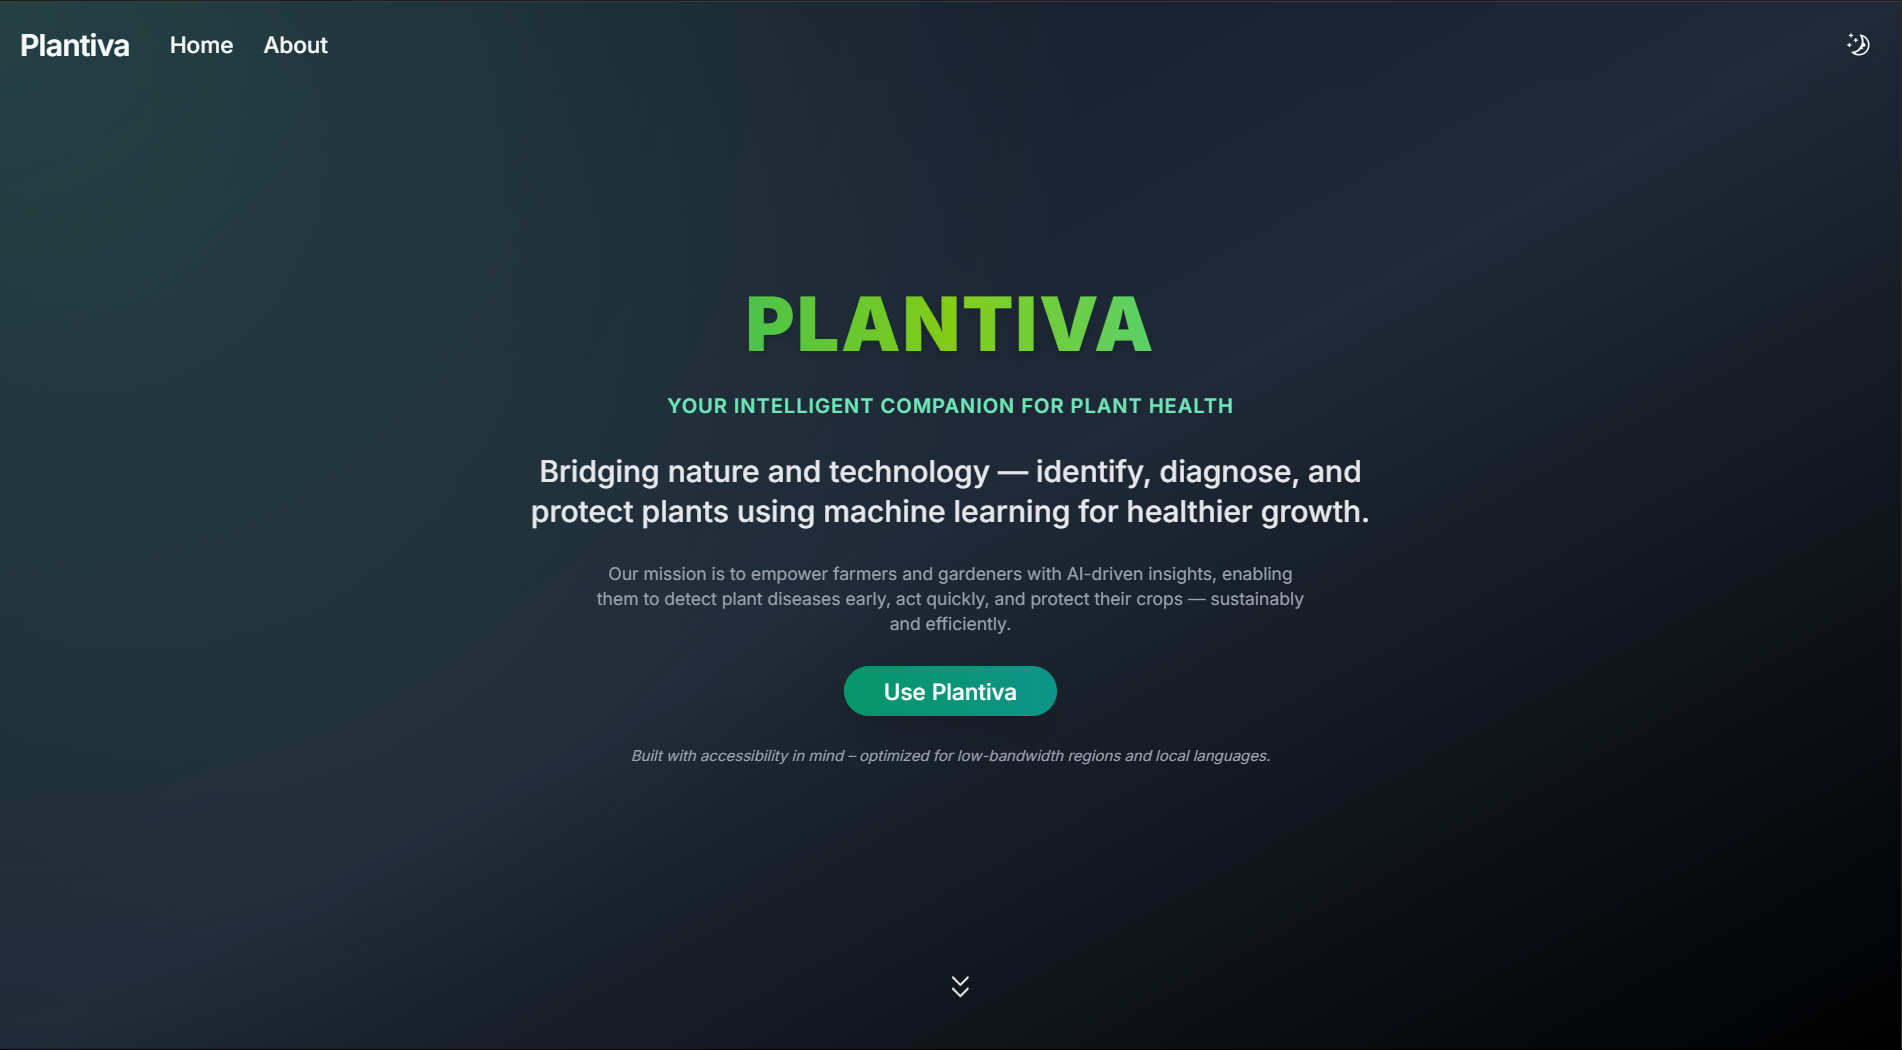 Plantiva Home About
PLANTIVA
YOUR INTELLIGENT COMPANION FOR PLANT HEALTH
Bridging nature and technology — identify, diagnose, and
protect plants using machine learning for healthier growth.
Our mission is to empower farmers and gardeners with AI-driven insights, enabling
them to detect plant diseases early, act quickly, and protect their crops — sustainably
and efficiently.
Use Plantiva
Built with accessibility in mind – optimized for low-bandwidth regions and local languages.